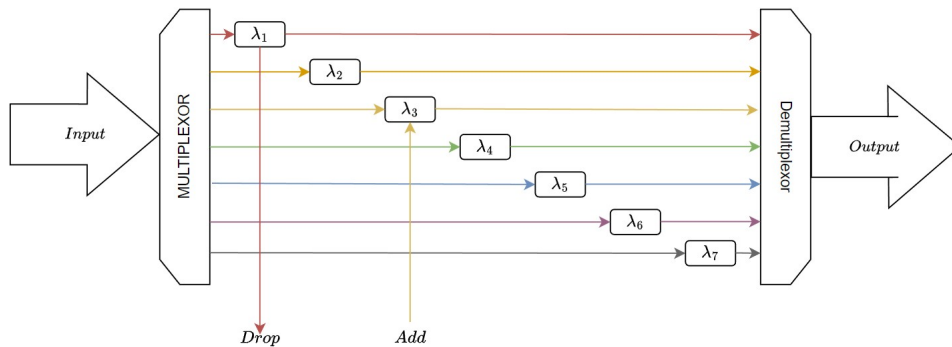 λ1
λ2
λ3
λ4
λ5
λ6
λ7
Input
MULTIPLEXOR
Demultiplexor
Output
Drop
Add